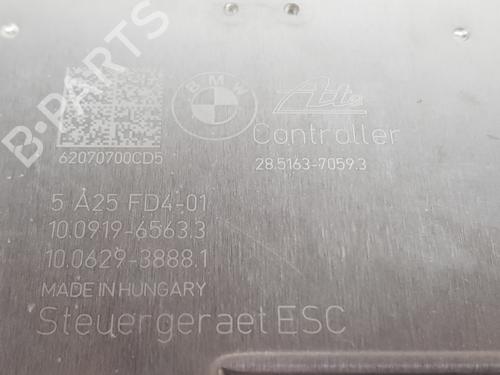 B-PARTS
BMW
Ate
Controller
62070700CD5
28.5163-7059.3
5 A25 FD4-01
10.0919-6563.3
10.0629-3888.1
MADE IN HUNGARY
Steuergeraet ESC